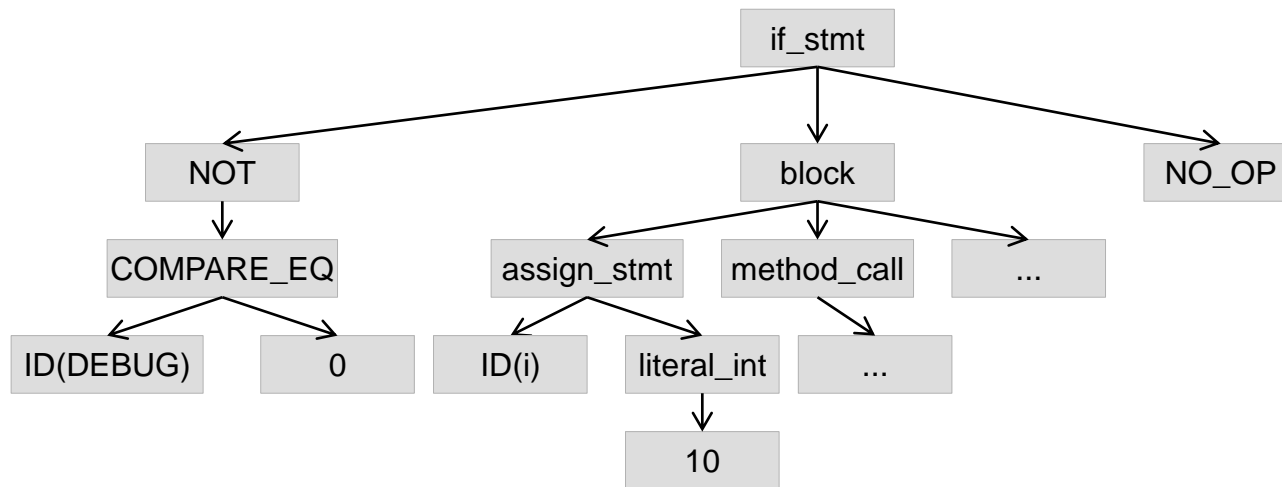 if_stmt
NOT
block
NO_OP
COMPARE_EQ
assign_stmt
method_call
...
ID(DEBUG)
0
ID(i)
literal_int
...
10